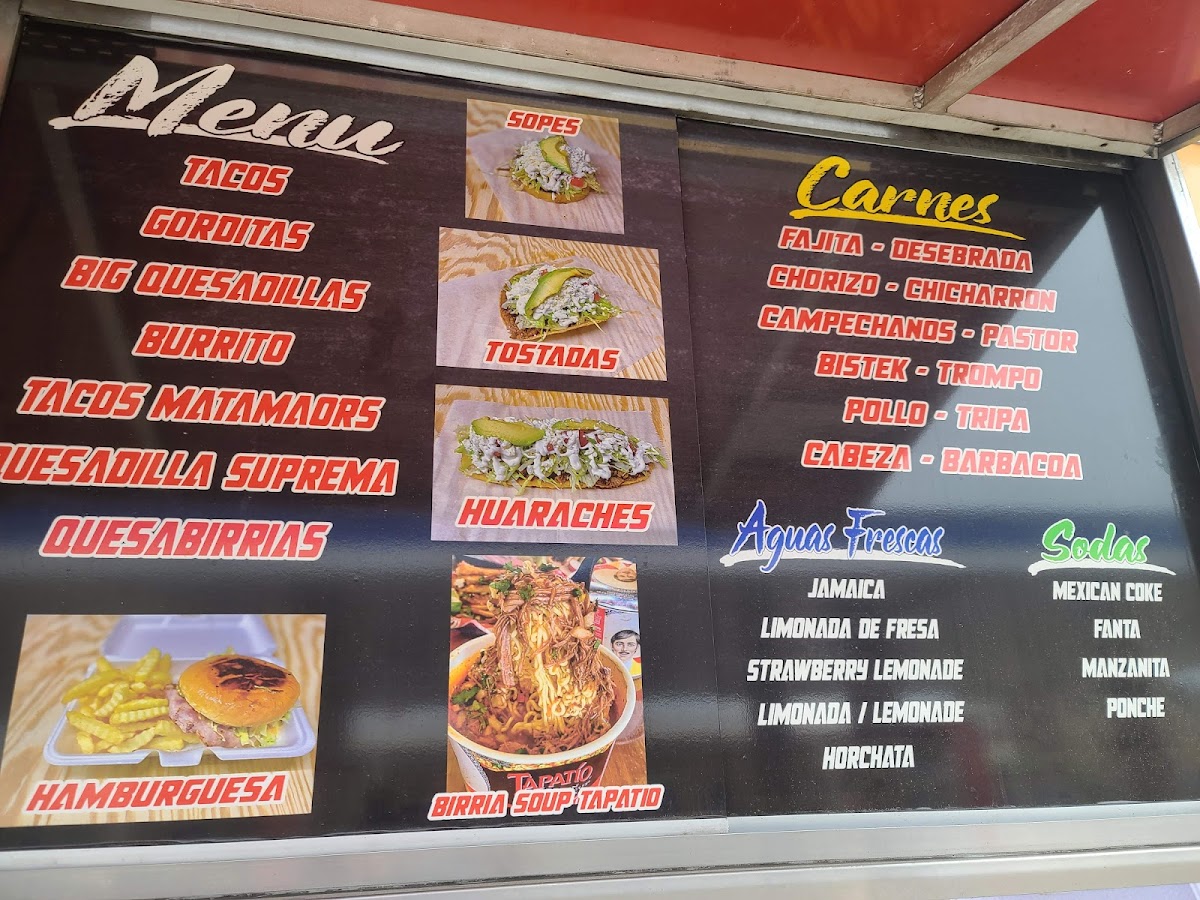 Menu
TACOS
GORDITAS
BIG QUESADILLAS
BURRITO
TACOS MATAMAORS
QUESADILLA SUPREMA
QUESABIRRIAS
HAMBURGUESA
SOPES
TOSTADAS
HUARACHES
TAPATÍO
BIRRIA SOUP TAPATIO
Carnes
FAJITA - DESEBRADA
CHORIZO - CHICHARRON
CAMPECHANOS - PASTOR
BISTEK - TROMPO
POLLO - TRIPA
CABEZA - BARBACOA
Aguas Frescas
JAMAICA
LIMONADA DE FRESA
STRAWBERRY LEMONADE
LIMONADA / LEMONADE
HORCHATA
Sodas
MEXICAN COKE
FANTA
MANZANITA
PONCHE